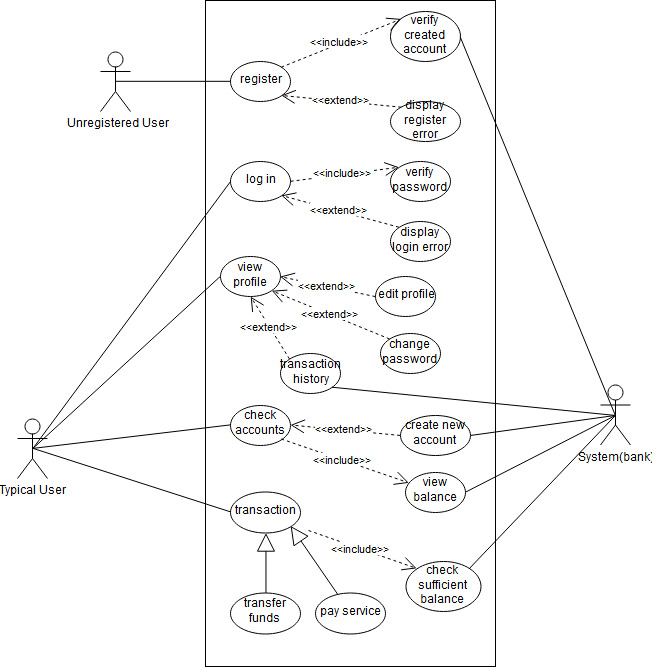 verify
created
account
<<include>>
register
<<extend>>
display
register
error
Unregistered User
log in
<<include>>
verify
password
<<extend>>
display
login error
view
profile
<<extend>>
edit profile
<<extend>>
<<extend>>
change
password
transaction
history
check
accounts
<<extend>>
create new
account
<<include>>
view
balance
Typical User
System(bank)
transaction
<<include>>
check
sufficient
balance
transfer
funds
pay service